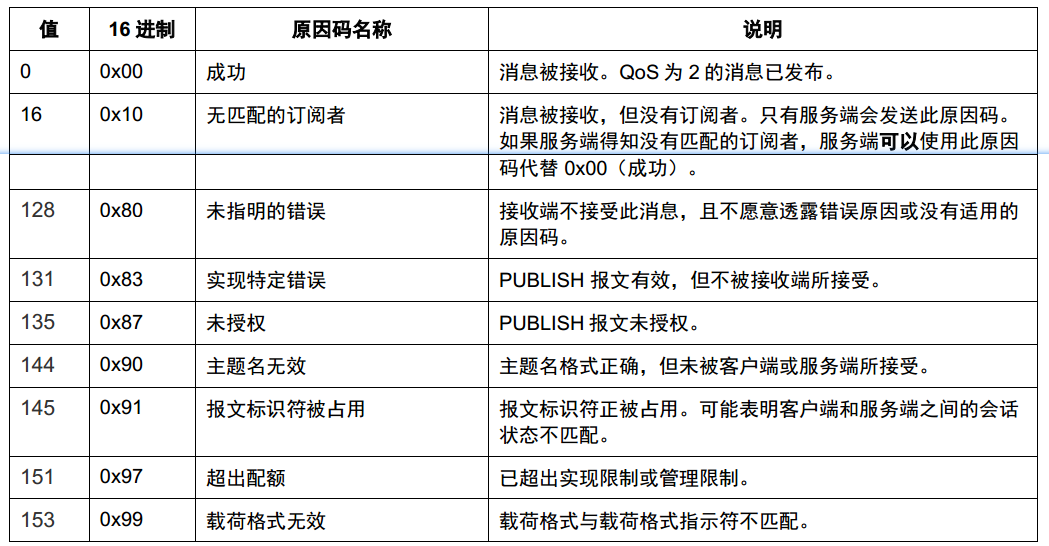 值 16 进制 原因码名称 说明
0 0x00 成功 消息被接收。QoS 为 2 的消息已发布。
16 0x10 无匹配的订阅者 消息被接收，但没有订阅者。只有服务端会发送此原因码。
如果服务端得知没有匹配的订阅者，服务端可以使用此原因
码代替 0x00（成功）。
128 0x80 未指明的错误 接收端不接受此消息，且不愿意透露错误原因或没有适用的
原因码。
131 0x83 实现特定错误 PUBLISH 报文有效，但不被接收端所接受。
135 0x87 未授权 PUBLISH 报文未授权。
144 0x90 主题名无效 主题名格式正确，但未被客户端或服务端所接受。
145 0x91 报文标识符被占用 报文标识符正被占用。可能表明客户端和服务端之间的会话
状态不匹配。
151 0x97 超出配额 已超出实现限制或管理限制。
153 0x99 载荷格式无效 载荷格式与载荷格式指示符不匹配。